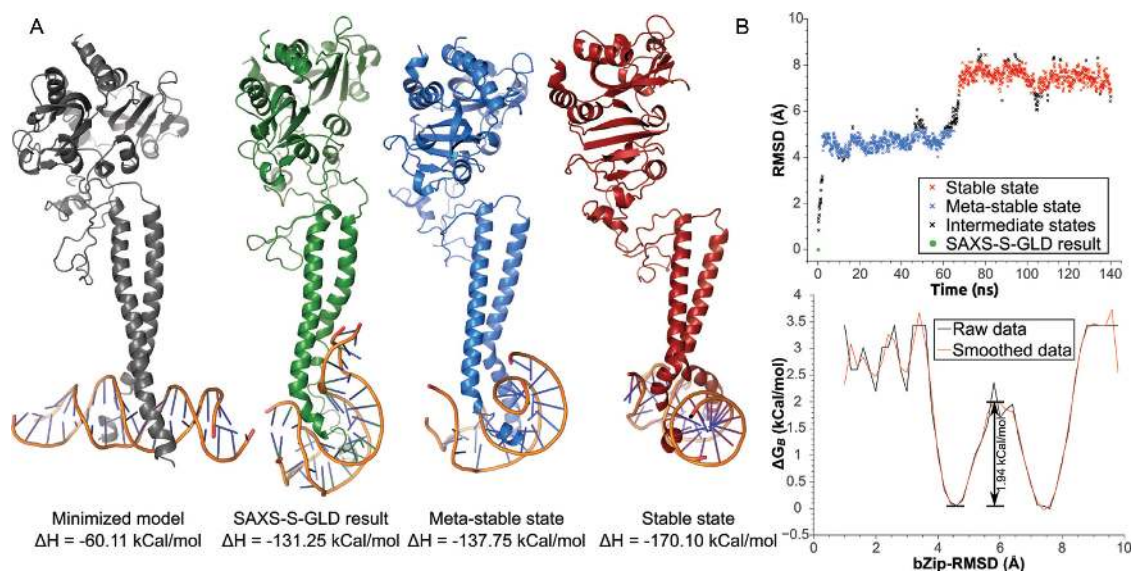 A
B
Minimized model
ΔH = -60.11 kCal/mol
SAXS-S-GLD result
ΔH = -131.25 kCal/mol
Meta-stable state
ΔH = -137.75 kCal/mol
Stable state
ΔH = -170.10 kCal/mol
RMSD (Å)
10
8
6
4
2
0
Stable state
Meta-stable state
Intermediate states
SAXS-S-GLD result
0 20 40 60 80 100 120 140
Time (ns)
ΔG_B (kCal/mol)
4
3.5
3
2.5
2
1.5
1
0.5
0
−0.5
Raw data
Smoothed data
1.94 kCal/mol
0 2 4 6 8 10
bZip-RMSD (Å)